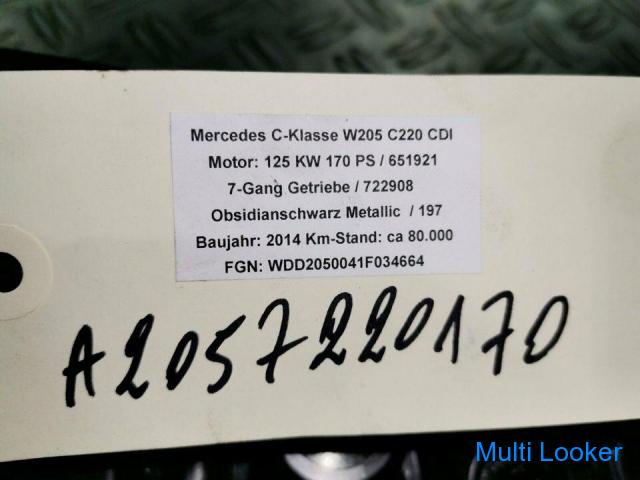 Mercedes C-Klasse W205 C220 CDI
Motor: 125 KW 170 PS / 651921
7-Gang Getriebe / 722908
Obsidianschwarz Metallic / 197
Baujahr: 2014 Km-Stand: ca 80.000
FGN: WDD2050041F034664
A2057220170
Multi Looker